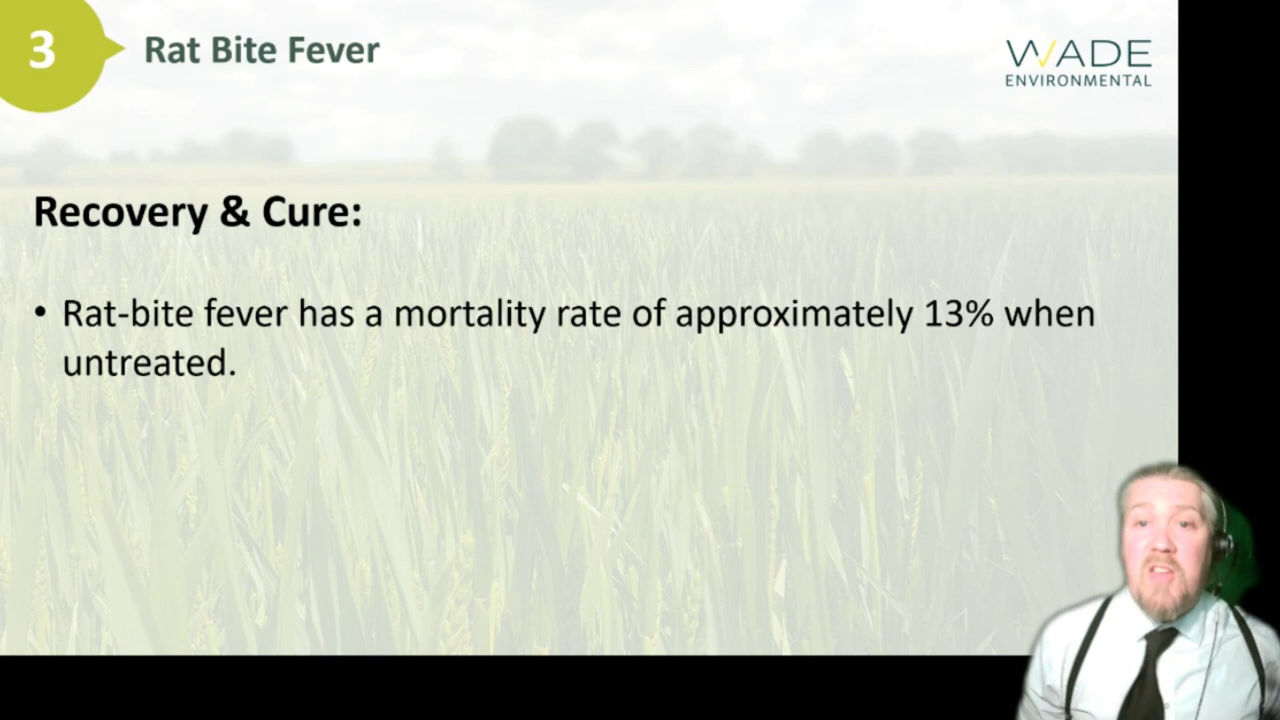 3
Rat Bite Fever
WADE
ENVIRONMENTAL
Recovery & Cure:
• Rat-bite fever has a mortality rate of approximately 13% when
untreated.